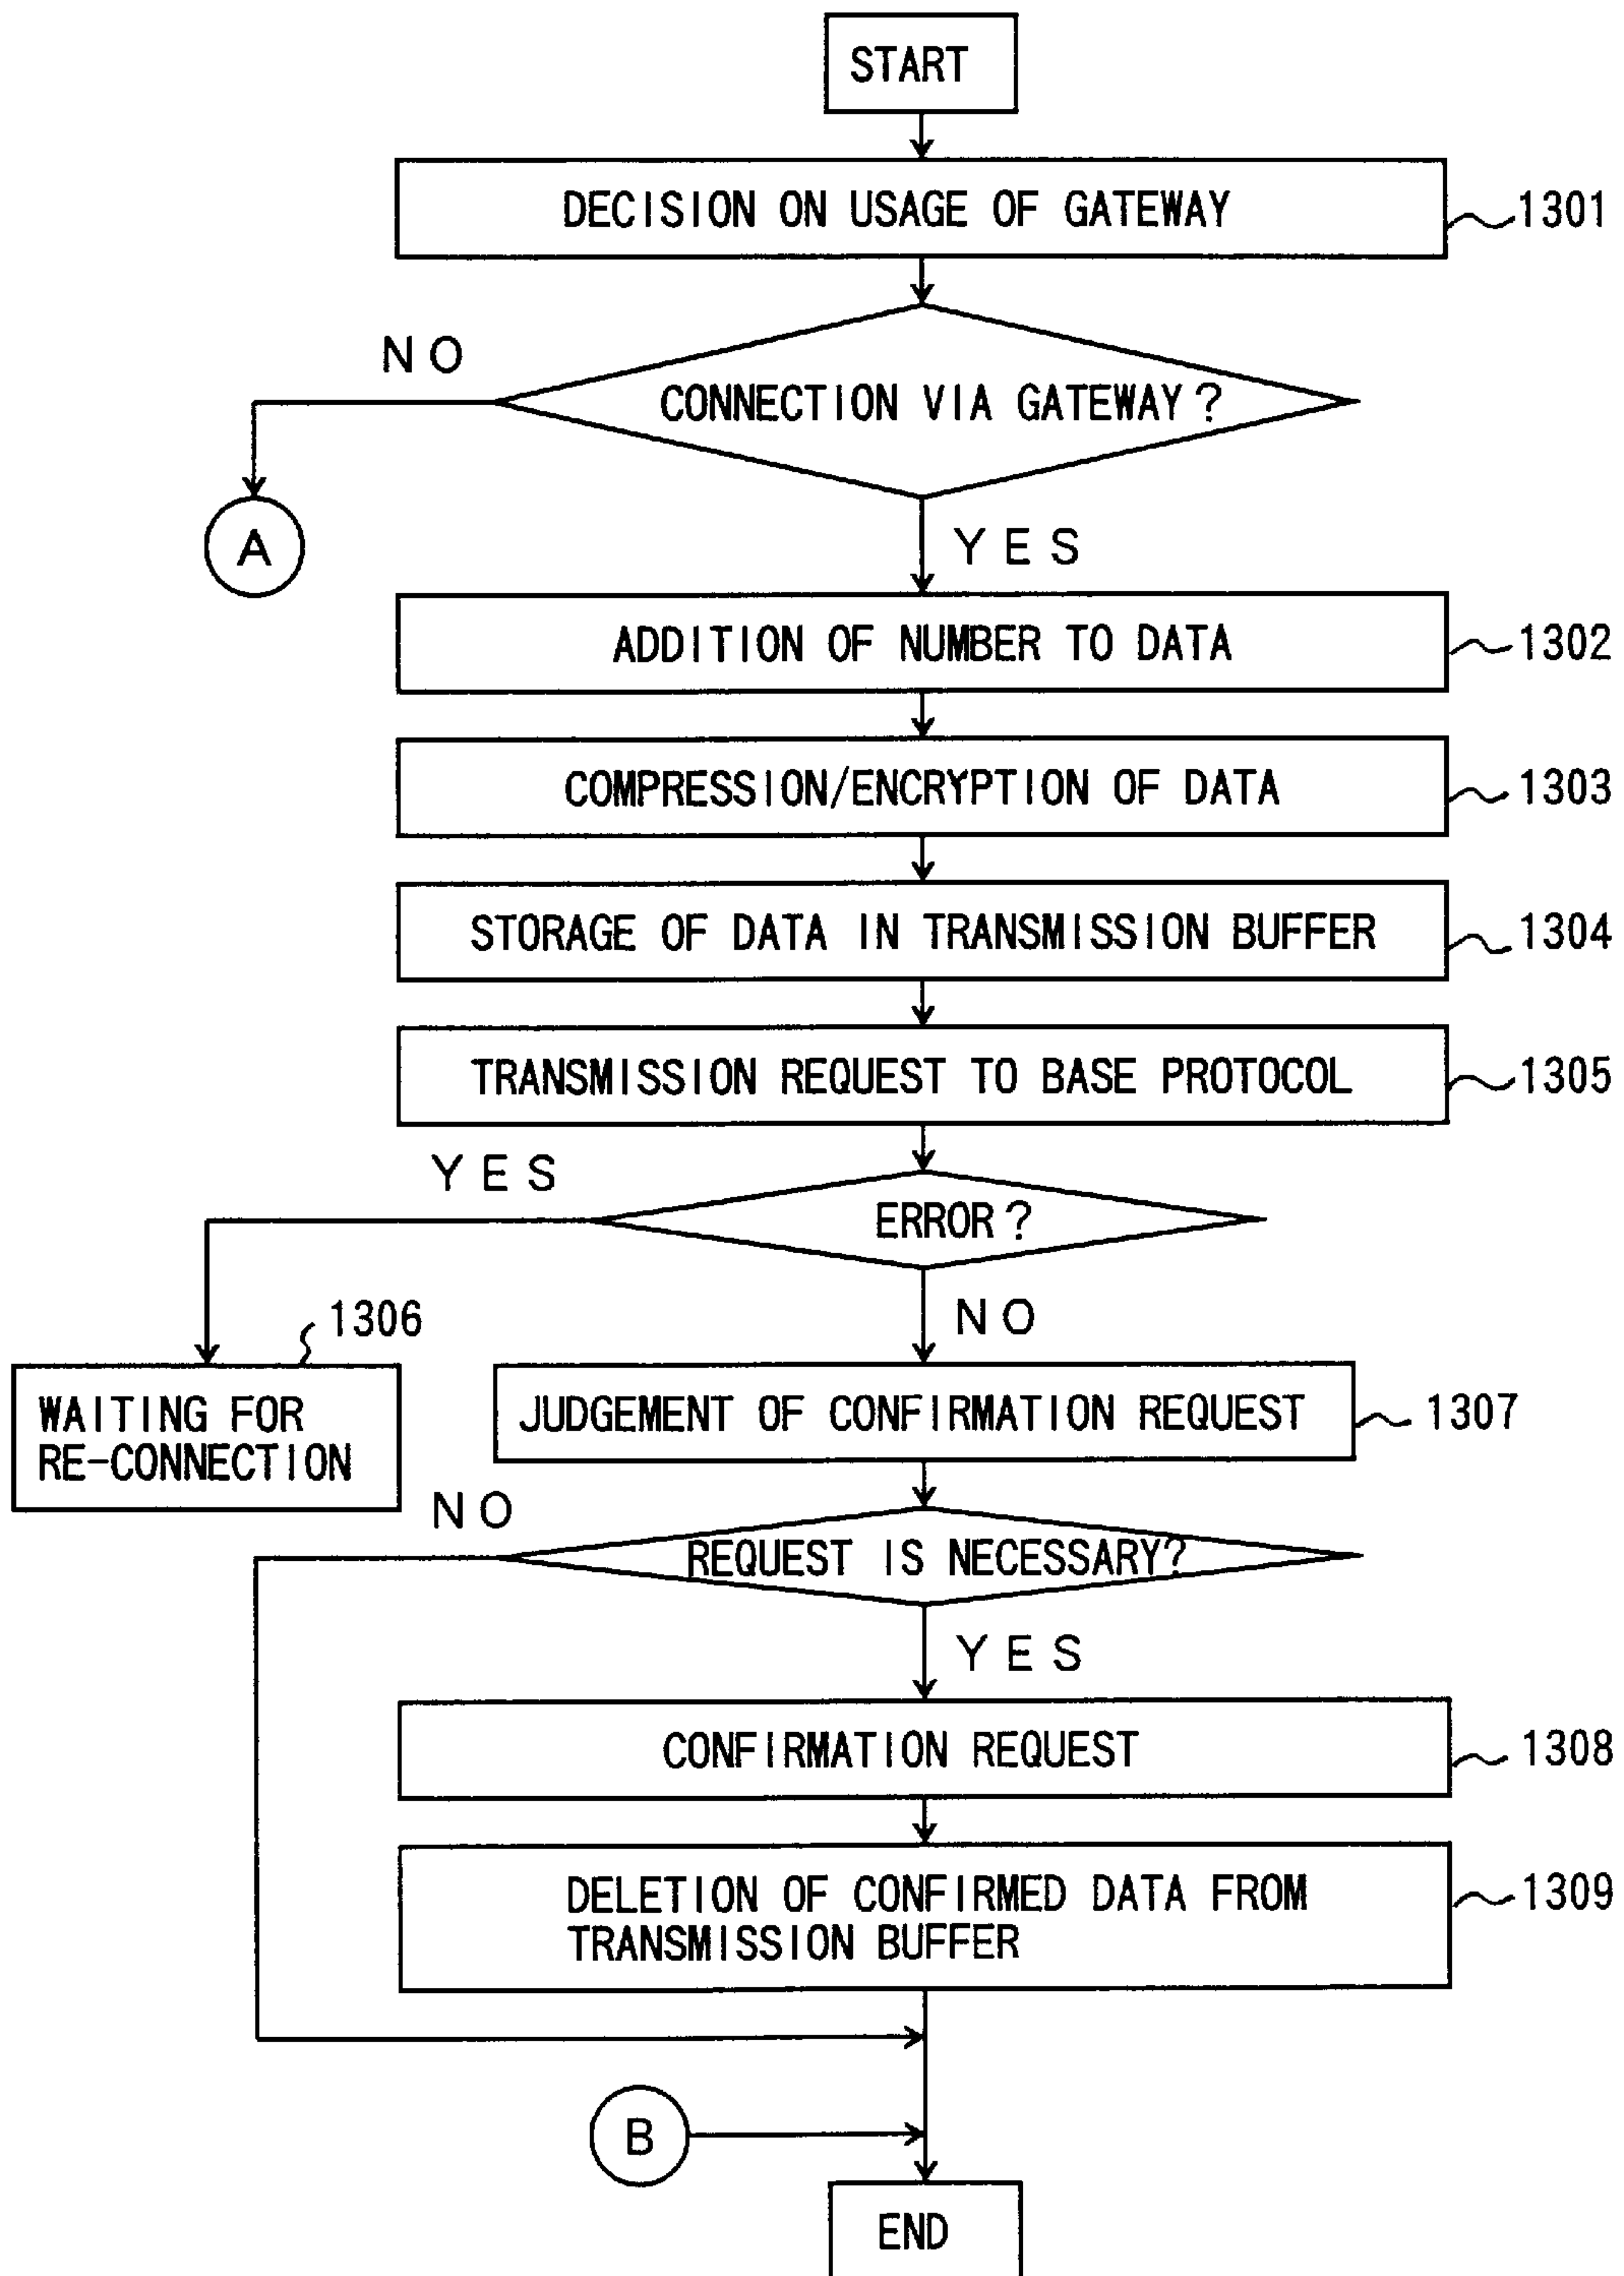 START
DECISION ON USAGE OF GATEWAY
1301
NO
CONNECTION VIA GATEWAY?
A
YES
ADDITION OF NUMBER TO DATA
1302
COMPRESSION/ENCRYPTION OF DATA
1303
STORAGE OF DATA IN TRANSMISSION BUFFER
1304
TRANSMISSION REQUEST TO BASE PROTOCOL
1305
YES
ERROR?
NO
1306
WAITING FOR
RE-CONNECTION
JUDGEMENT OF CONFIRMATION REQUEST
1307
NO
REQUEST IS NECESSARY?
YES
CONFIRMATION REQUEST
1308
DELETION OF CONFIRMED DATA FROM
TRANSMISSION BUFFER
1309
B
END